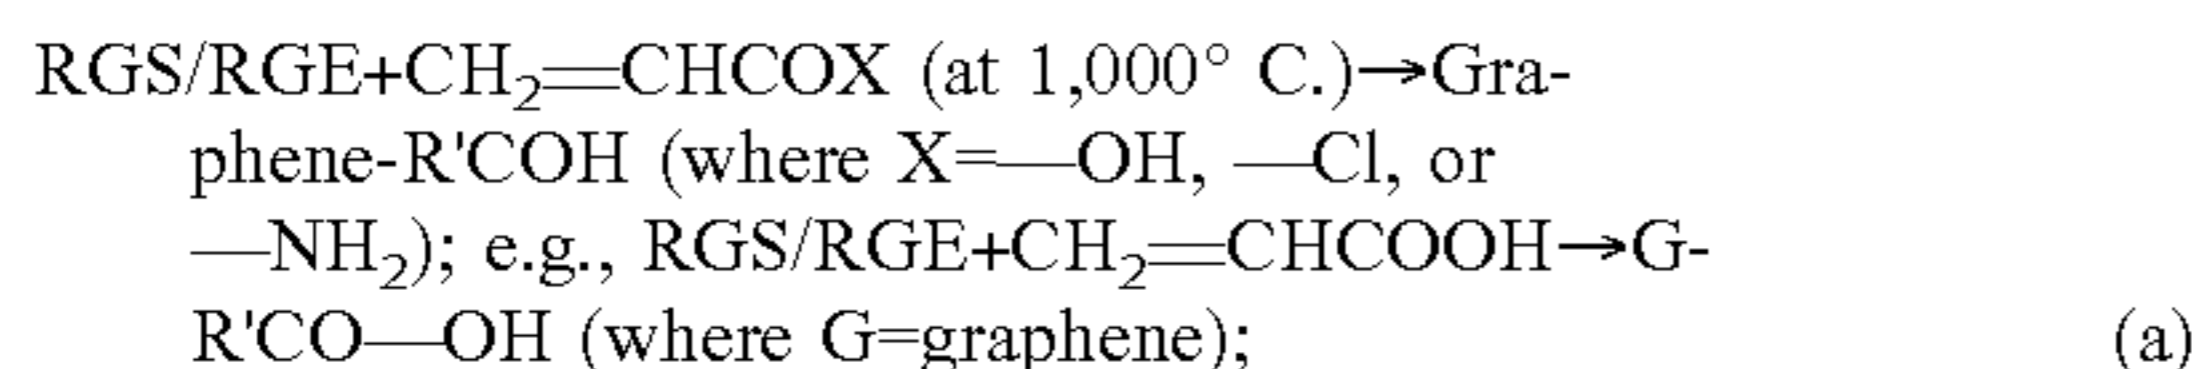 RGS/RGE+CH₂═CHCOX (at 1,000° C.)→Gra-
phene-R'COH (where X=—OH, —Cl, or
—NH₂); e.g., RGS/RGE+CH₂═CHCOOH→G-
R'CO—OH (where G=graphene); (a)